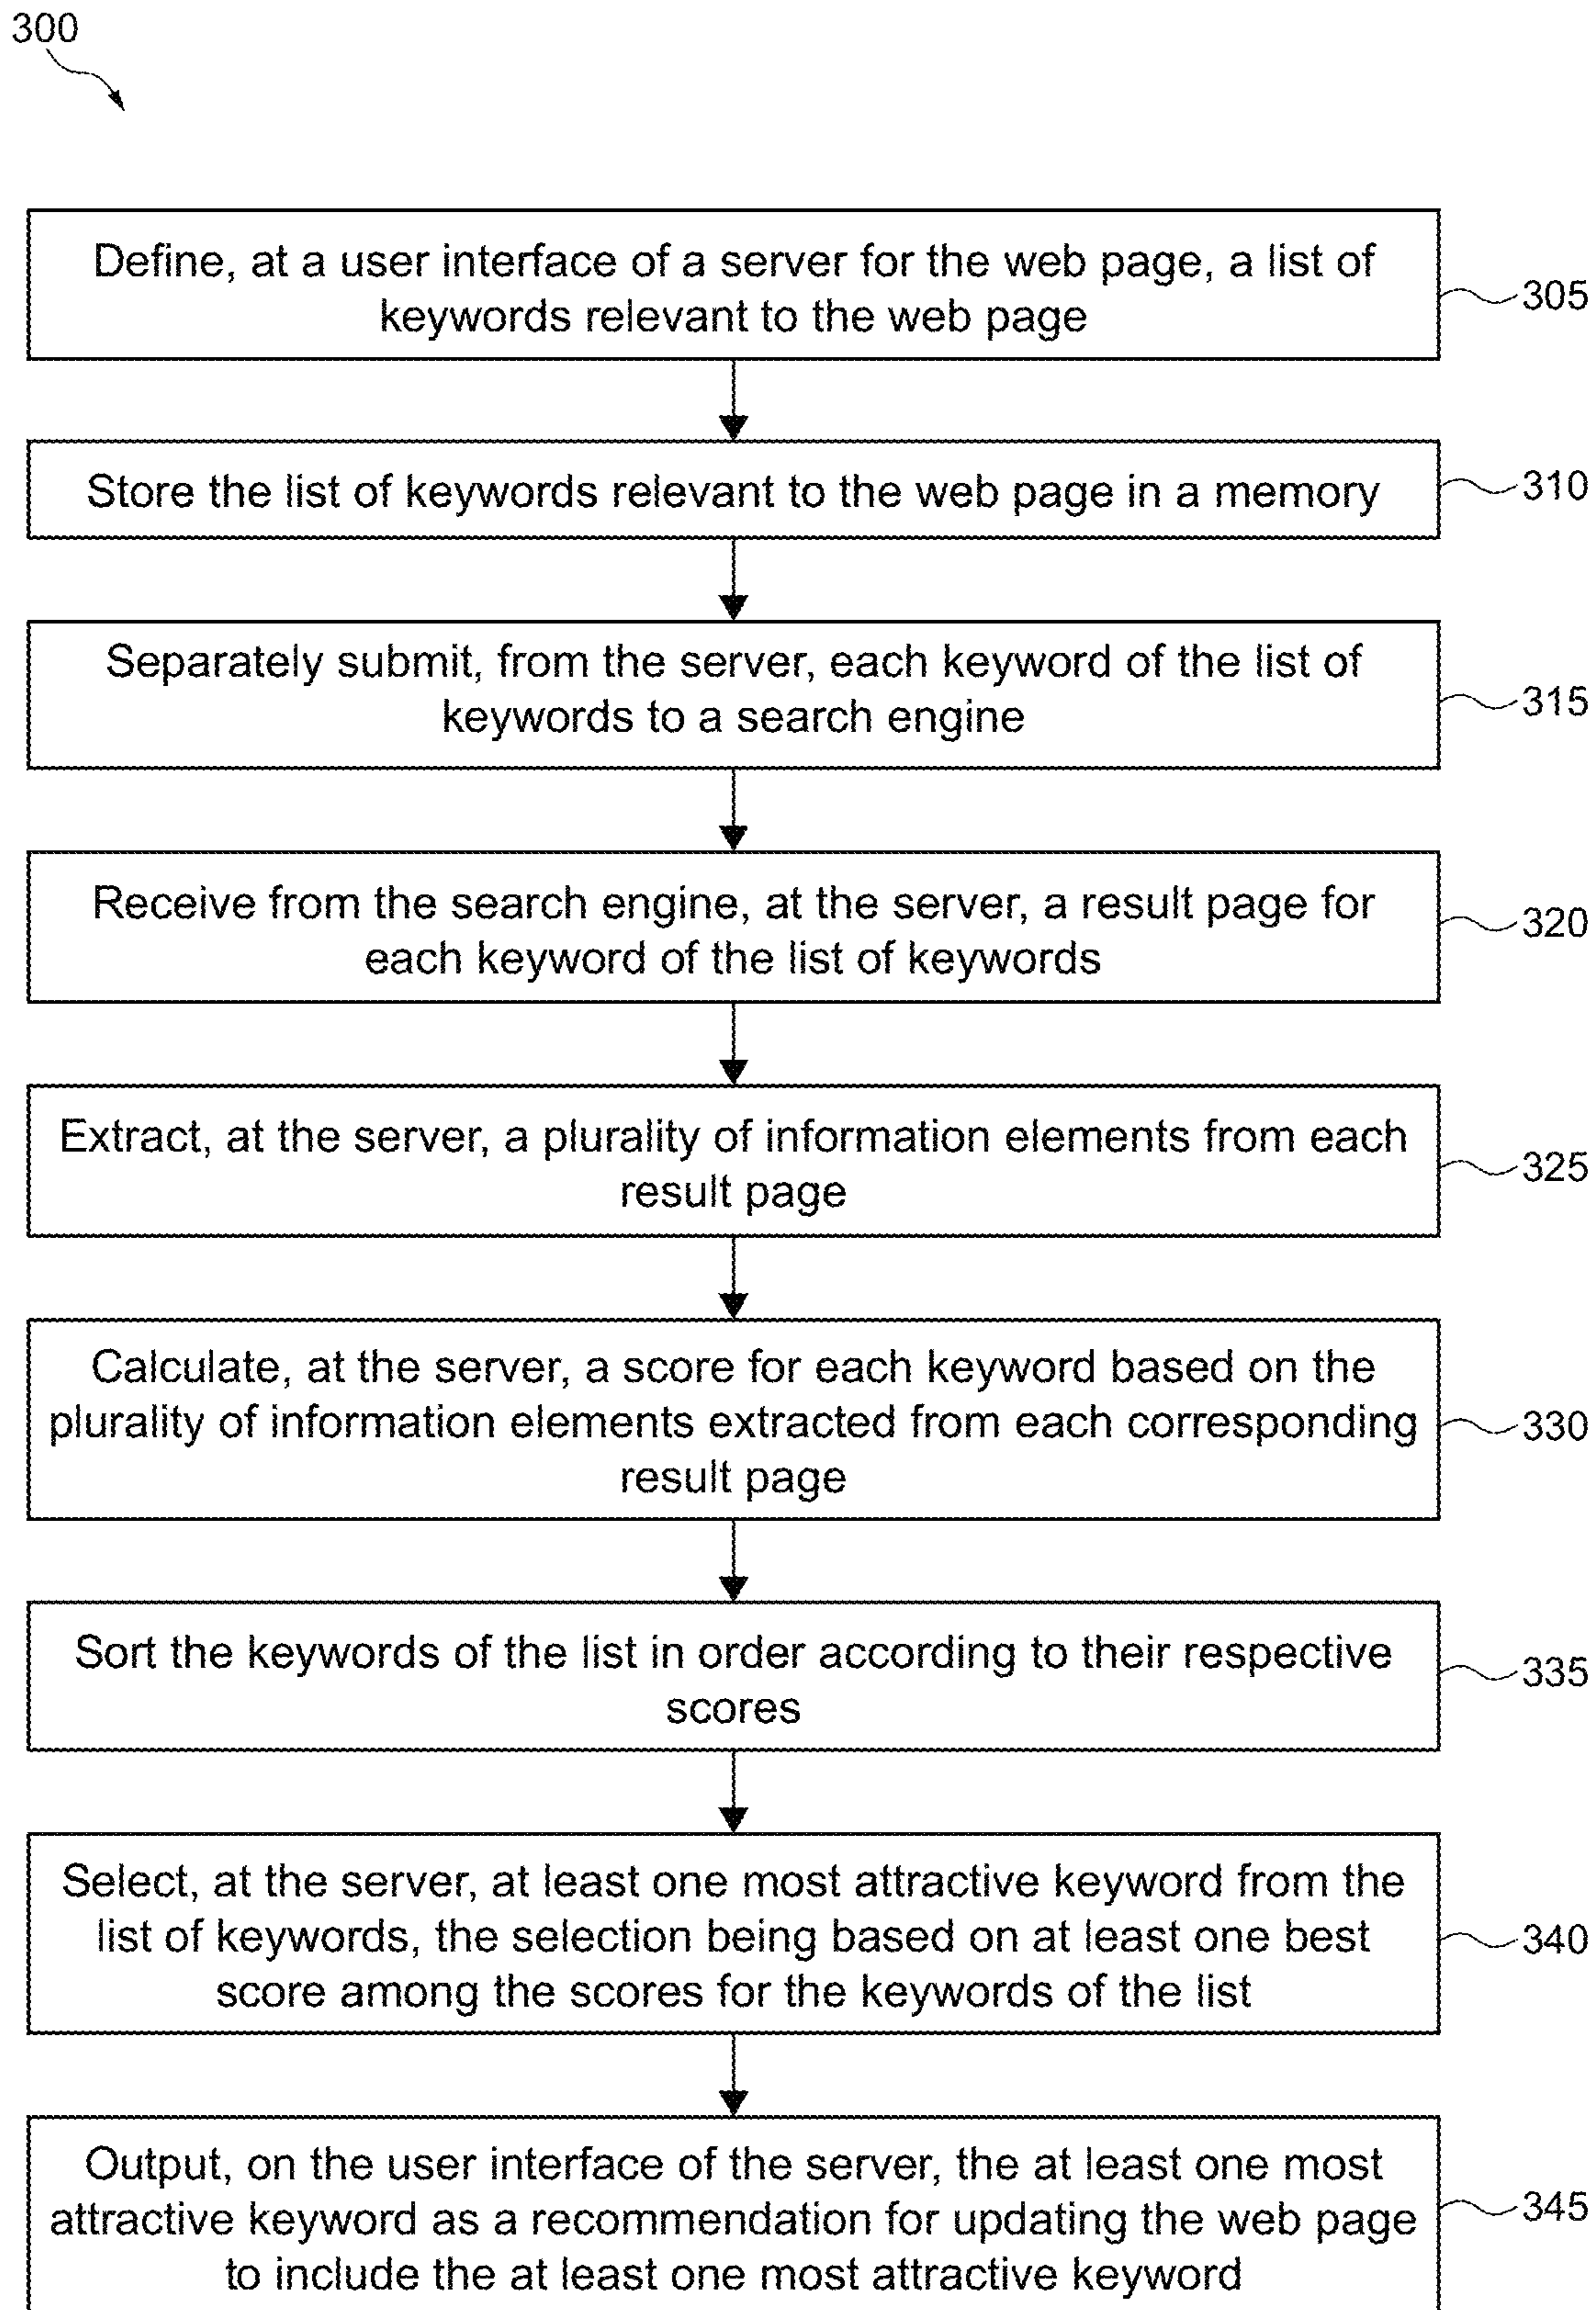 300
Define, at a user interface of a server for the web page, a list of
keywords relevant to the web page
305
Store the list of keywords relevant to the web page in a memory
310
Separately submit, from the server, each keyword of the list of
keywords to a search engine
315
Receive from the search engine, at the server, a result page for
each keyword of the list of keywords
320
Extract, at the server, a plurality of information elements from each
result page
325
Calculate, at the server, a score for each keyword based on the
plurality of information elements extracted from each corresponding
result page
330
Sort the keywords of the list in order according to their respective
scores
335
Select, at the server, at least one most attractive keyword from the
list of keywords, the selection being based on at least one best
score among the scores for the keywords of the list
340
Output, on the user interface of the server, the at least one most
attractive keyword as a recommendation for updating the web page
to include the at least one most attractive keyword
345